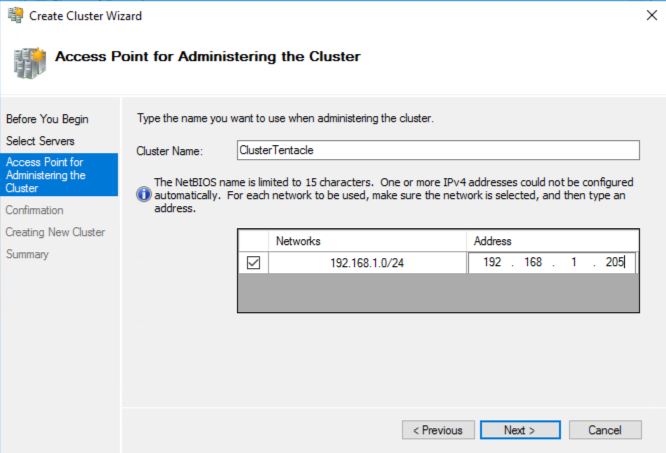 Create Cluster Wizard
Access Point for Administering the Cluster
Before You Begin
Select Servers
Access Point for
Administering the
Cluster
Confirmation
Creating New Cluster
Summary
Type the name you want to use when administering the cluster.
Cluster Name: ClusterTentacle
The NetBIOS name is limited to 15 characters. One or more IPv4 addresses could not be configured
automatically. For each network to be used, make sure the network is selected, and then type an
address.
Networks Address
192.168.1.0/24 192 . 168 . 1 . 205
< Previous Next > Cancel